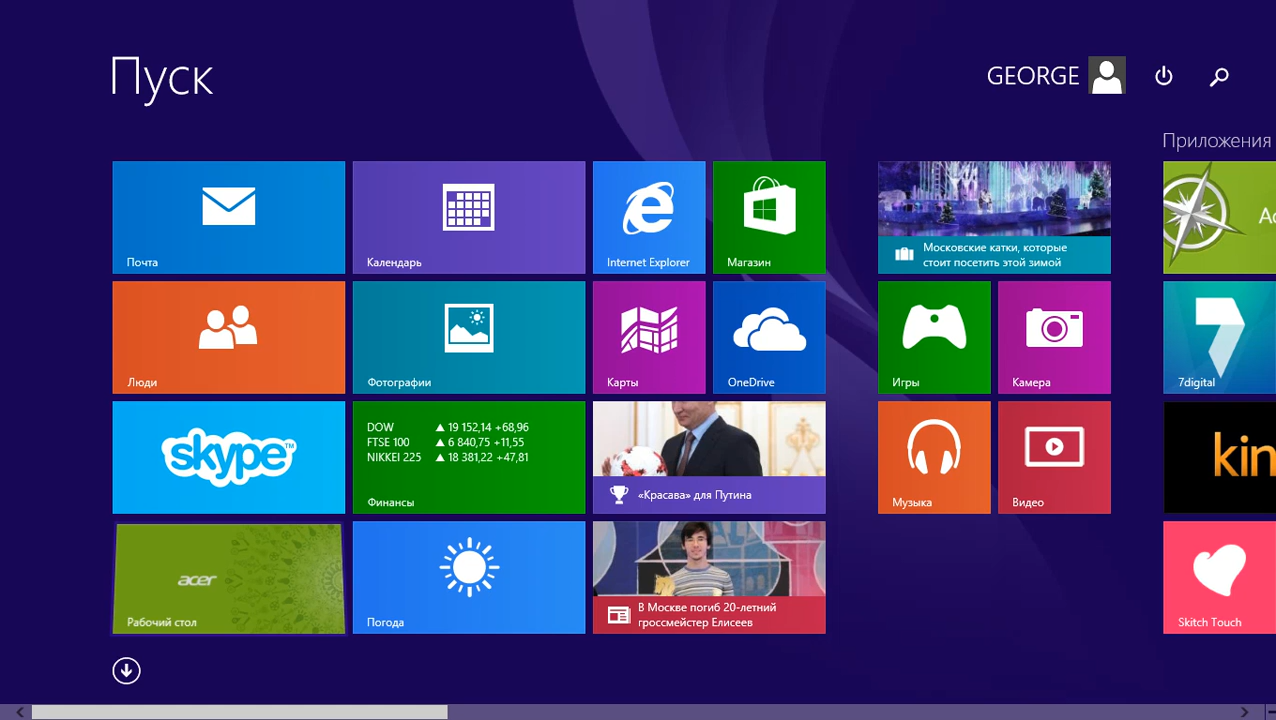 Пуск
GEORGE
Приложения
Почта
Календарь
Internet Explorer
Магазин
Московские катки, которые
стоит посетить этой зимой
Люди
Фотографии
Карты
OneDrive
Игры
Камера
7digital
skype™
DOW ▲ 19 152,14 +68,96
FTSE 100 ▲ 6 840,75 +11,55
NIKKEI 225 ▲ 18 381,22 +47,81
Финансы
«Красава» для Путина
Музыка
Видео
kin
acer
Рабочий стол
Погода
В Москве погиб 20-летний
гроссмейстер Елисеев
Skitch Touch